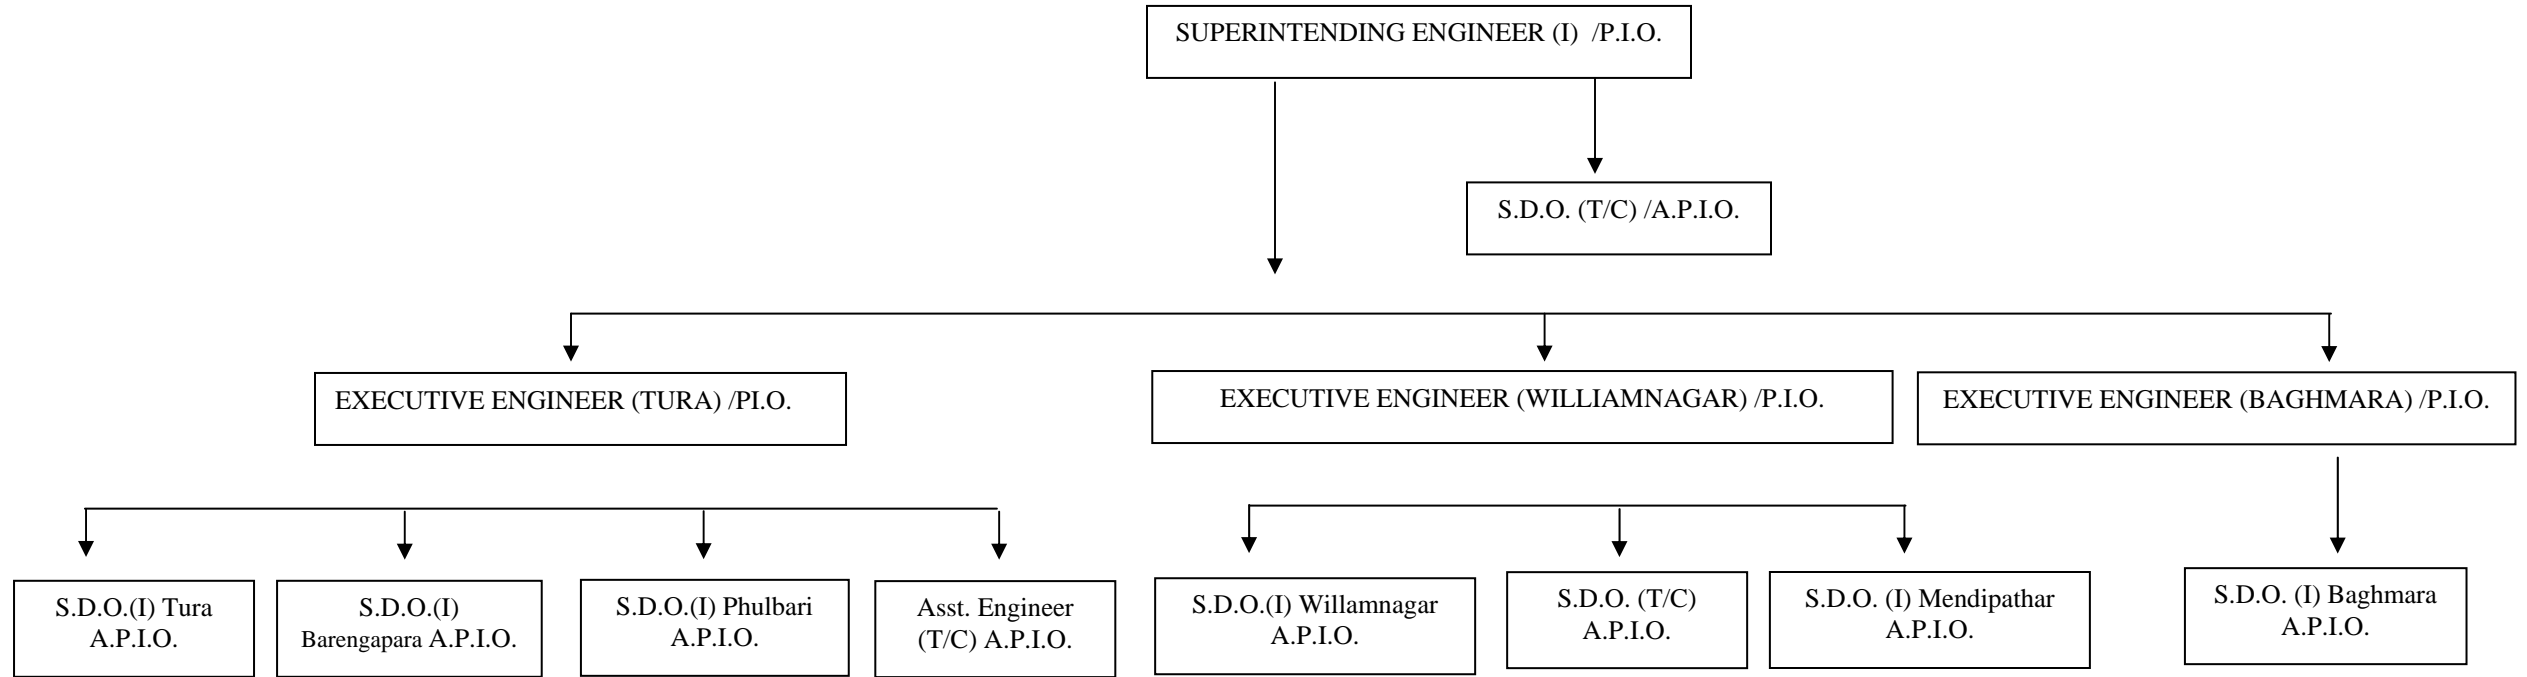 SUPERINTENDING ENGINEER (I) /P.I.O.
S.D.O. (T/C) /A.P.I.O.
EXECUTIVE ENGINEER (TURA) /PI.O.
EXECUTIVE ENGINEER (WILLIAMNAGAR) /P.I.O.
EXECUTIVE ENGINEER (BAGHMARA) /P.I.O.
S.D.O.(I) Tura
A.P.I.O.
S.D.O.(I)
Barengapara A.P.I.O.
S.D.O.(I) Phulbari
A.P.I.O.
Asst. Engineer
(T/C) A.P.I.O.
S.D.O.(I) Willamnagar
A.P.I.O.
S.D.O. (T/C)
A.P.I.O.
S.D.O. (I) Mendipathar
A.P.I.O.
S.D.O. (I) Baghmara
A.P.I.O.